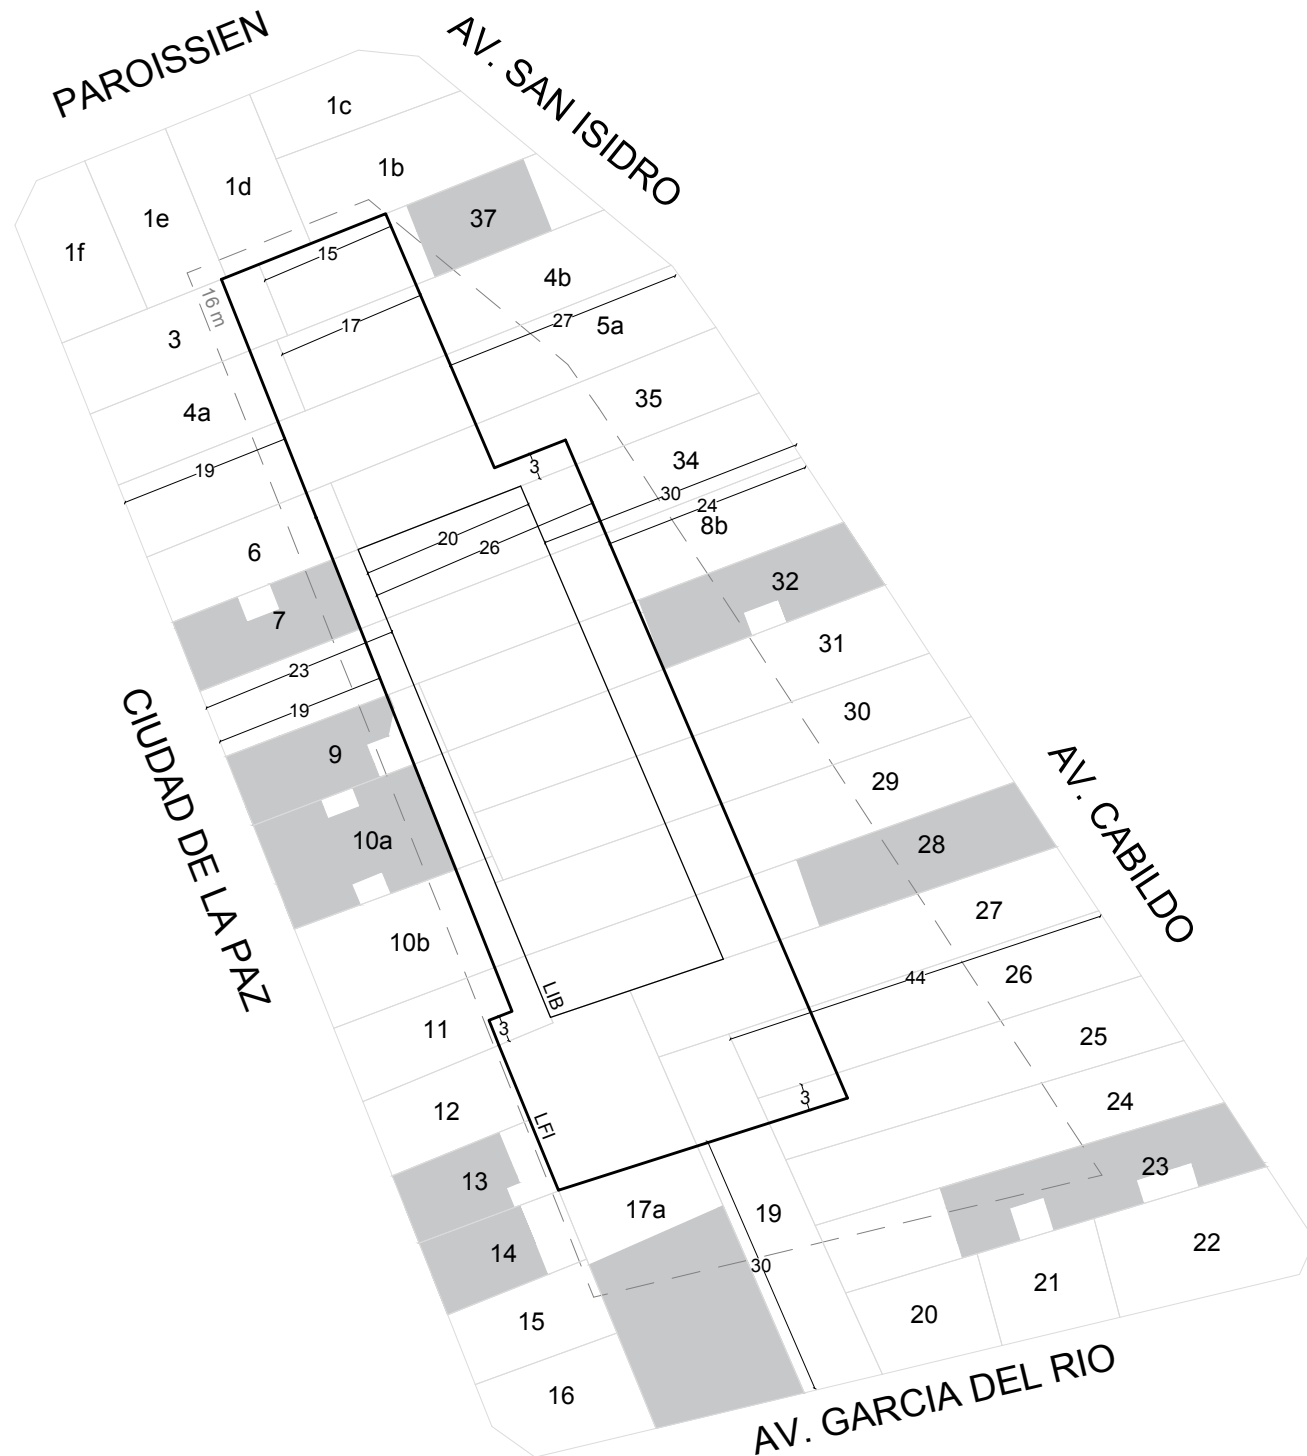 PAROISSIEN
AV. SAN ISIDRO
1c
1b
1d
1e
1f
37
15
4b
16 m
27
5a
17
3
35
4a
34
19
3
30
24
8b
20
26
6
32
7
31
23
30
19
9
29
28
10a
CIUDAD DE LA PAZ
AV. CABILDO
27
10b
44
26
LIB
11
3
25
3
24
12
LFI
23
13
17a
19
14
22
30
21
15
20
16
AV. GARCIA DEL RIO